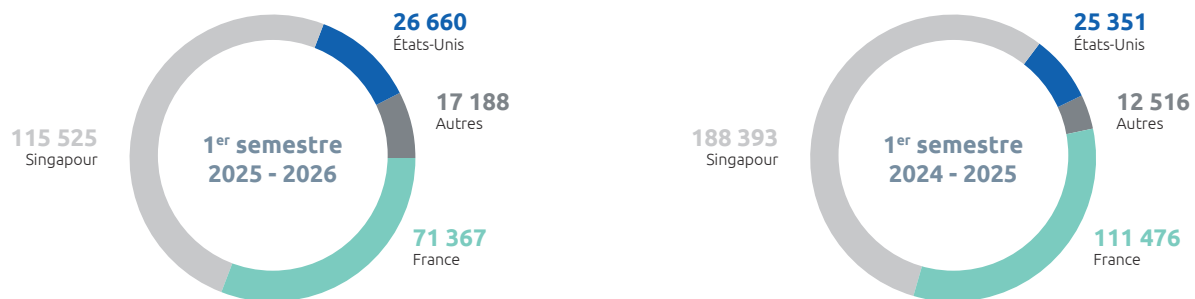 26 660
États-Unis
17 188
Autres
115 525
Singapour
1er semestre
2025 - 2026
71 367
France
25 351
États-Unis
12 516
Autres
188 393
Singapour
1er semestre
2024 - 2025
111 476
France